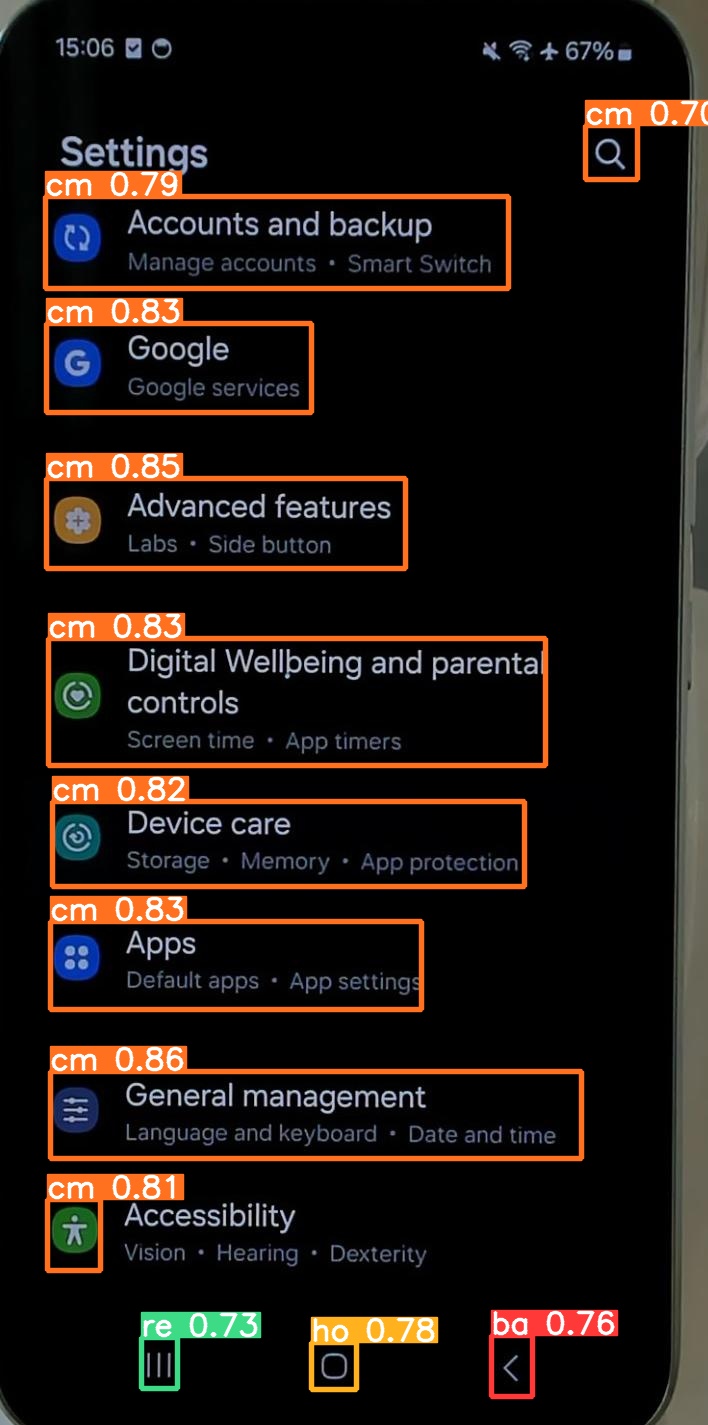 15:06
67%
cm 0.70
Settings
cm 0.79
Accounts and backup
Manage accounts • Smart Switch
cm 0.83
Google
Google services
cm 0.85
Advanced features
Labs • Side button
cm 0.83
Digital Wellbeing and parental
controls
Screen time • App timers
cm 0.82
Device care
Storage • Memory • App protection
cm 0.83
Apps
Default apps • App settings
cm 0.86
General management
Language and keyboard • Date and time
cm 0.81
Accessibility
Vision • Hearing • Dexterity
re 0.73
ho 0.78
ba 0.76